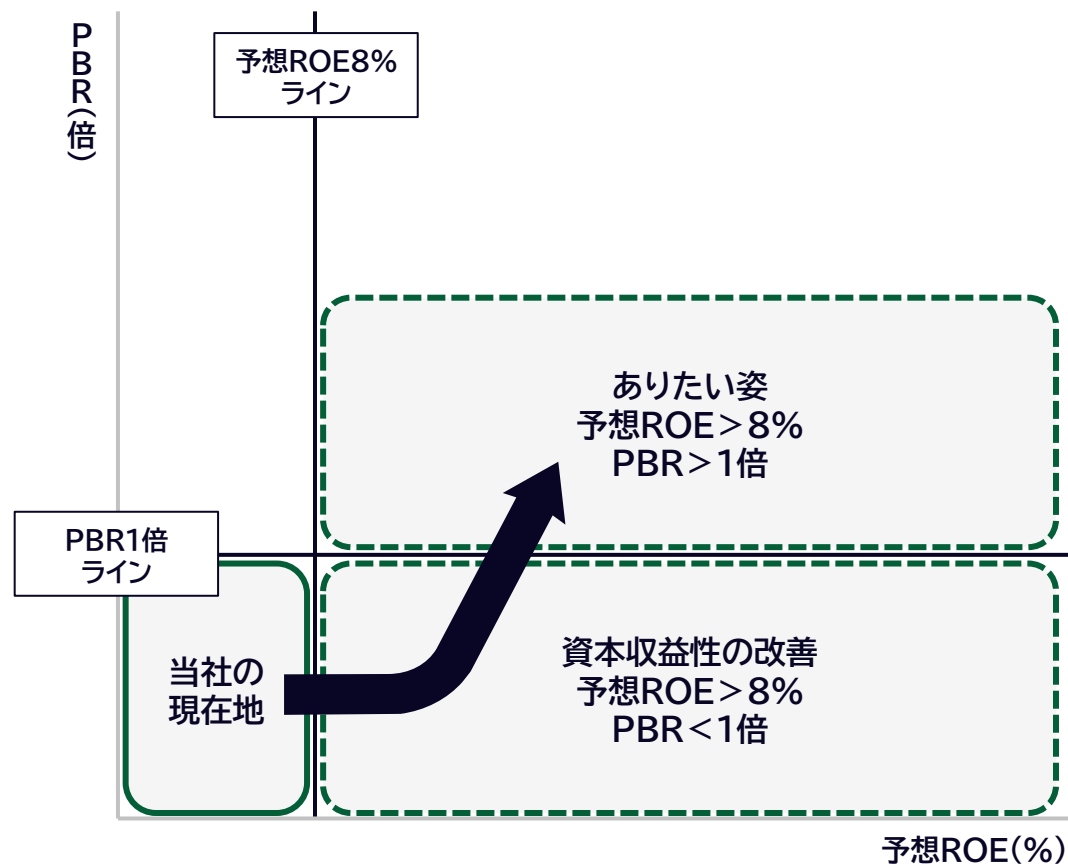 PBR(倍)
予想ROE8%
ライン
ありたい姿
予想ROE＞8%
PBR＞1倍
PBR1倍
ライン
当社の
現在地
資本収益性の改善
予想ROE＞8%
PBR＜1倍
予想ROE(%)